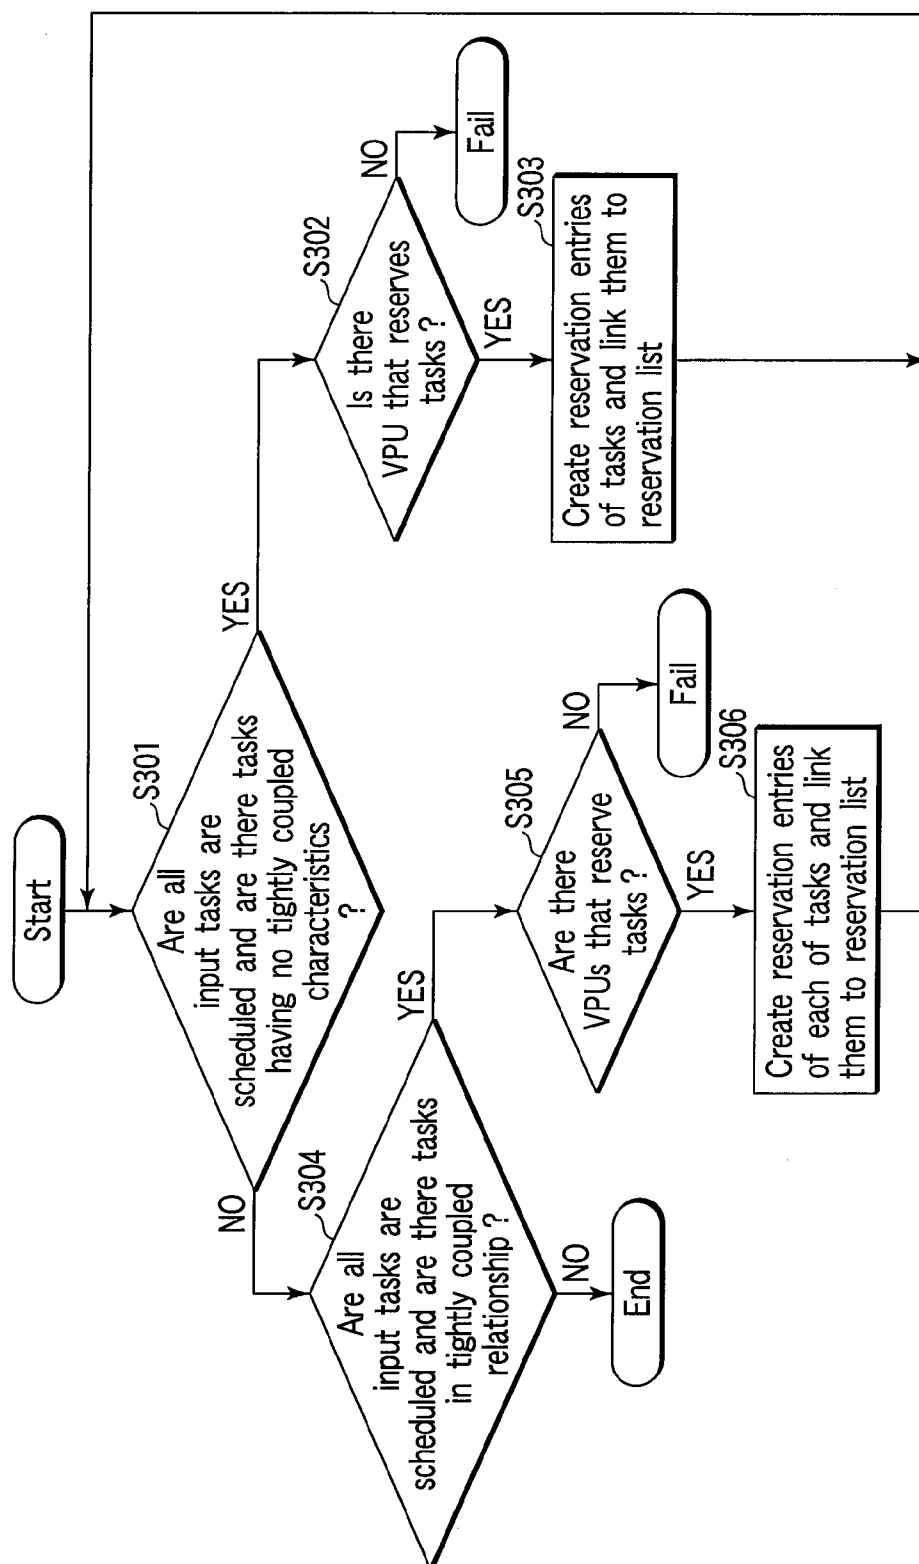 Start
S301
Are all
input tasks are
scheduled and are there tasks
having no tightly coupled
characteristics
?
YES
NO
S302
Is there
VPU that reserves
tasks ?
NO
Fail
YES
S303
Create reservation entries
of tasks and link them to
reservation list
S304
Are all
input tasks are
scheduled and are there tasks
in tightly coupled
relationship ?
YES
NO
End
S305
Are there
VPUs that reserve
tasks ?
NO
Fail
YES
S306
Create reservation entries
of each of tasks and link
them to reservation list